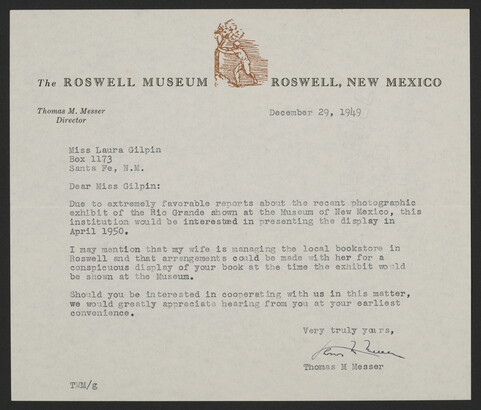 The ROSWELL MUSEUM ROSWELL, NEW MEXICO
Thomas M. Messer
Director
December 29, 1949
Miss Laura Gilpin
Box 1173
Santa Fe, N.M.
Dear Miss Gilpin:
Due to extremely favorable reports about the recent photographic
exhibit of the Rio Grande shown at the Museum of New Mexico, this
institution would be interested in presenting the display in
April 1950.
I may mention that my wife is managing the local bookstore in
Roswell and that arrangements could be made with her for a
conspicuous display of your book at the time the exhibit would
be shown at the Museum.
Should you be interested in cooperating with us in this matter,
we would greatly appreciate hearing from you at your earliest
convenience.
Very truly yours,
Thomas M Messer
Thomas M Messer
TMM/g